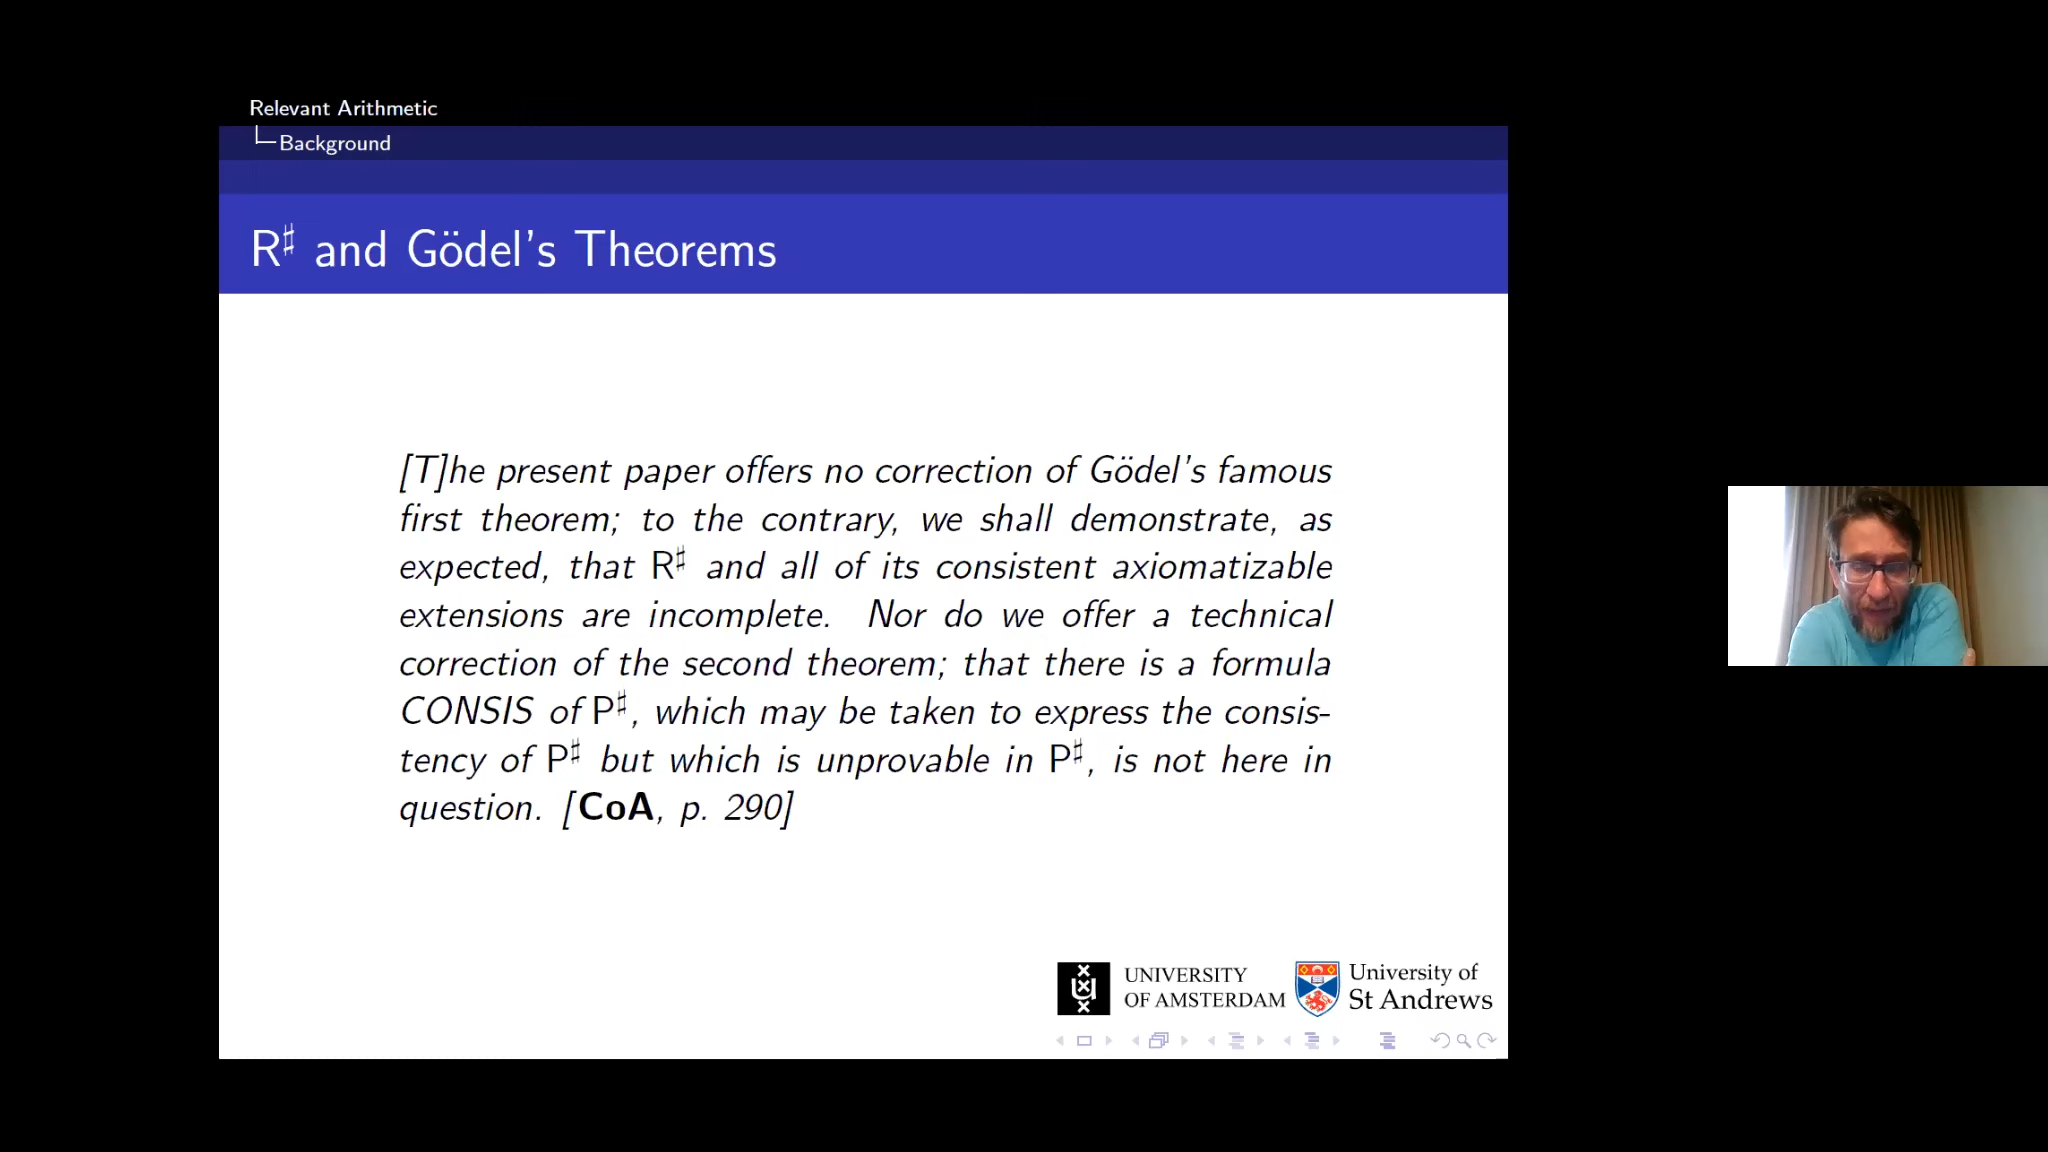 Relevant Arithmetic
Background
R♯ and Gödel's Theorems
[T]he present paper offers no correction of Gödel's famous
first theorem; to the contrary, we shall demonstrate, as
expected, that R♯ and all of its consistent axiomatizable
extensions are incomplete. Nor do we offer a technical
correction of the second theorem; that there is a formula
CONSIS of P♯, which may be taken to express the consis-
tency of P♯ but which is unprovable in P♯, is not here in
question. [CoA, p. 290]
UNIVERSITY
OF AMSTERDAM
University of
St Andrews